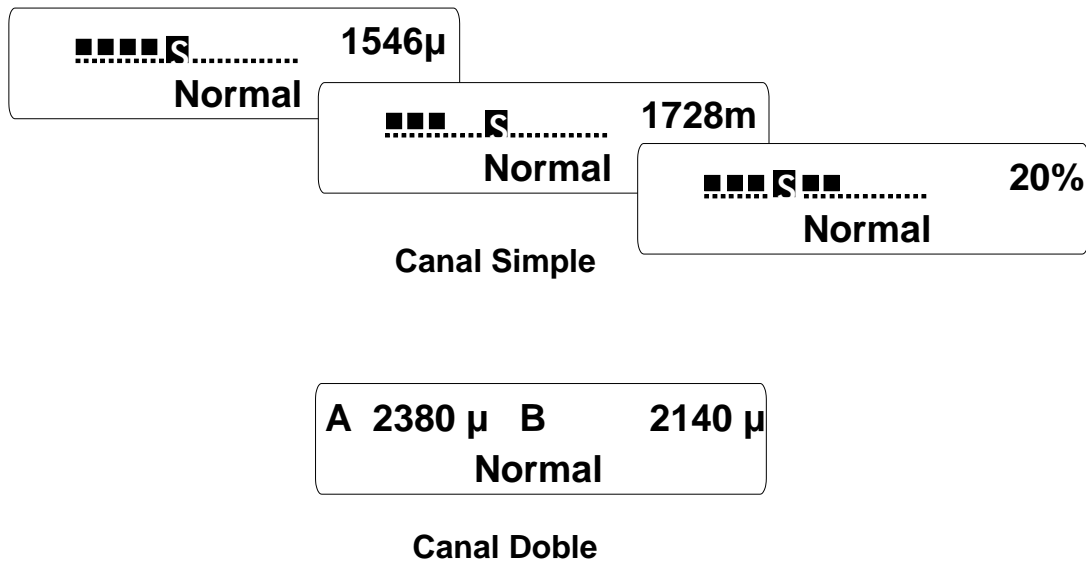 ■■■■S 1546µ
Normal
■■■ S 1728m
Normal
■■■S■■ 20%
Normal
Canal Simple
A 2380 µ B 2140 µ
Normal
Canal Doble